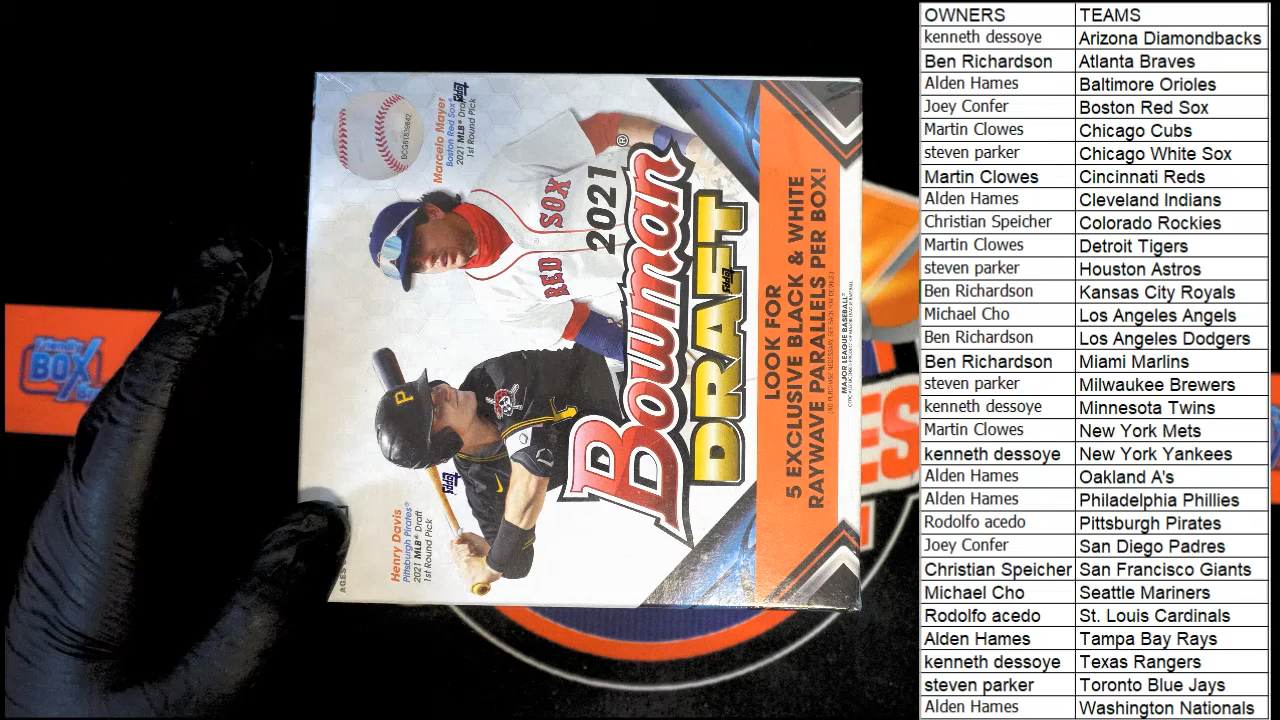 OWNERS TEAMS
kenneth dessoye Arizona Diamondbacks
Ben Richardson Atlanta Braves
Alden Hames Baltimore Orioles
Joey Confer Boston Red Sox
Martin Clowes Chicago Cubs
steven parker Chicago White Sox
Martin Clowes Cincinnati Reds
Alden Hames Cleveland Indians
Christian Speicher Colorado Rockies
Martin Clowes Detroit Tigers
steven parker Houston Astros
Ben Richardson Kansas City Royals
Michael Cho Los Angeles Angels
Ben Richardson Los Angeles Dodgers
Ben Richardson Miami Marlins
steven parker Milwaukee Brewers
kenneth dessoye Minnesota Twins
Martin Clowes New York Mets
kenneth dessoye New York Yankees
Alden Hames Oakland A's
Alden Hames Philadelphia Phillies
Rodolfo acedo Pittsburgh Pirates
Joey Confer San Diego Padres
Christian Speicher San Francisco Giants
Michael Cho Seattle Mariners
Rodolfo acedo St. Louis Cardinals
Alden Hames Tampa Bay Rays
kenneth dessoye Texas Rangers
steven parker Toronto Blue Jays
Alden Hames Washington Nationals
Marcelo Mayer
Boston Red Sox®
2021 MLB® Draft
1st Round Pick
RED SOX
P
Henry Davis
Pittsburgh Pirates®
2021 MLB® Draft
1st Round Pick
AGES
2021
Bowman®
DRAFT
Topps
LOOK FOR
5 EXCLUSIVE BLACK & WHITE
RAYWAVE PARALLELS PER BOX!
MAJOR LEAGUE BASEBALL
BOX